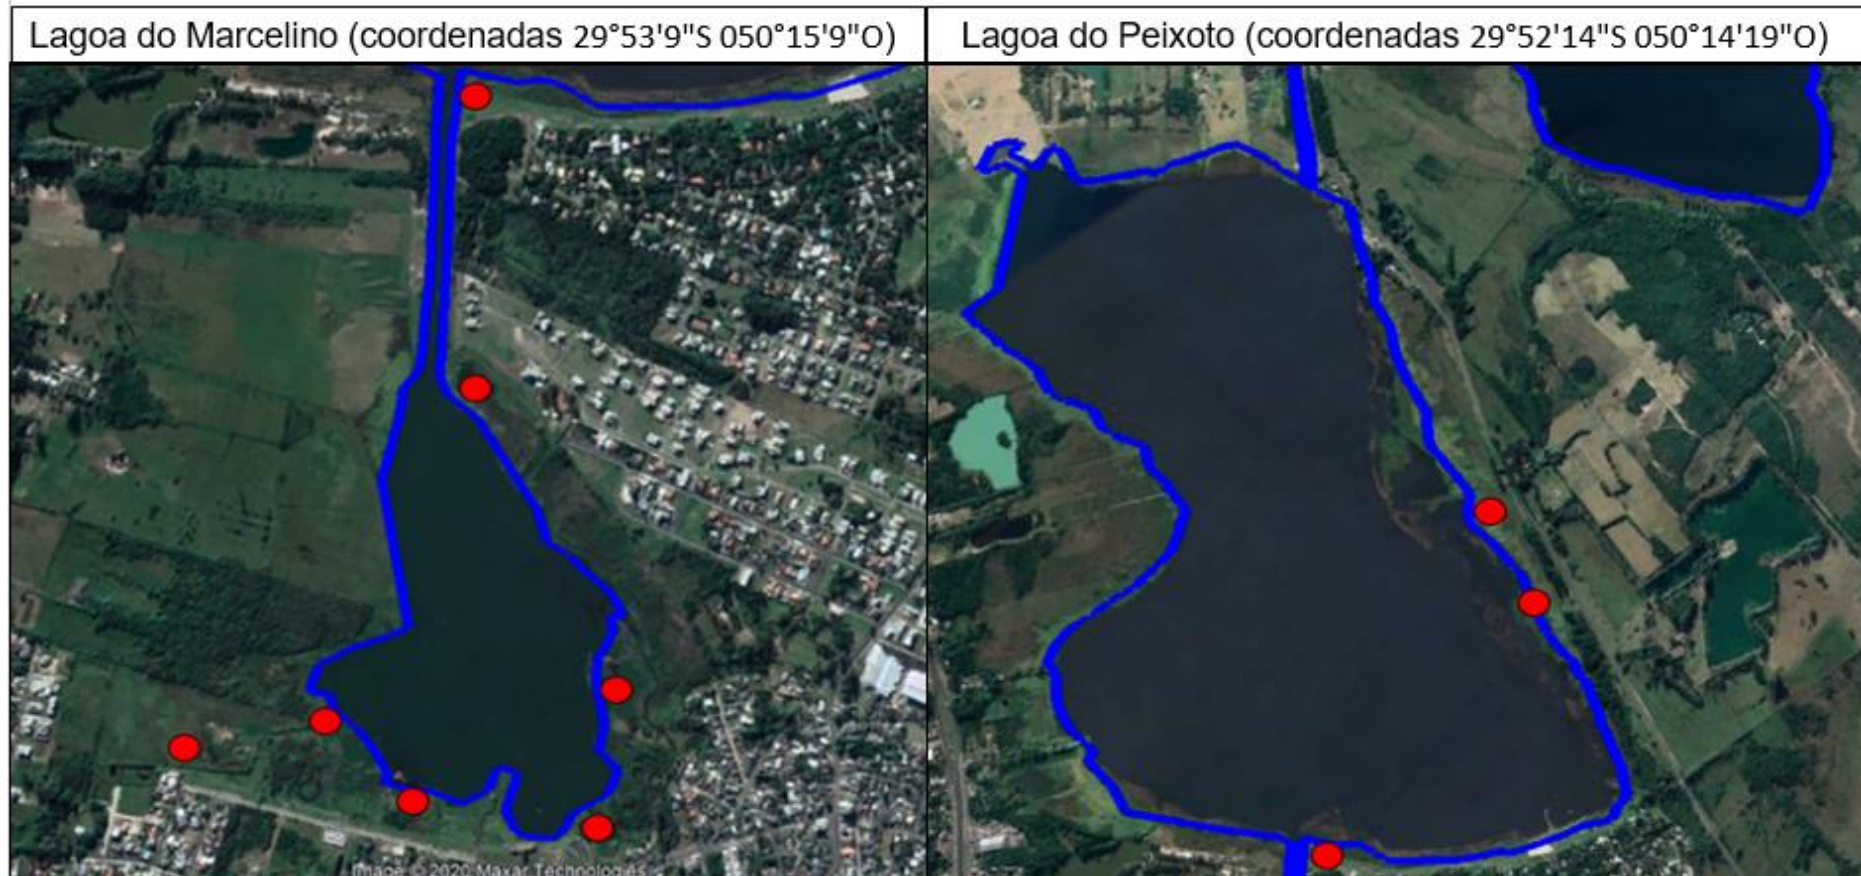 Lagoa do Marcelino (coordenadas 29°53'9"S 050°15'9"O)
Lagoa do Peixoto (coordenadas 29°52'14"S 050°14'19"O)
Image © 2020 Maxar Technologies